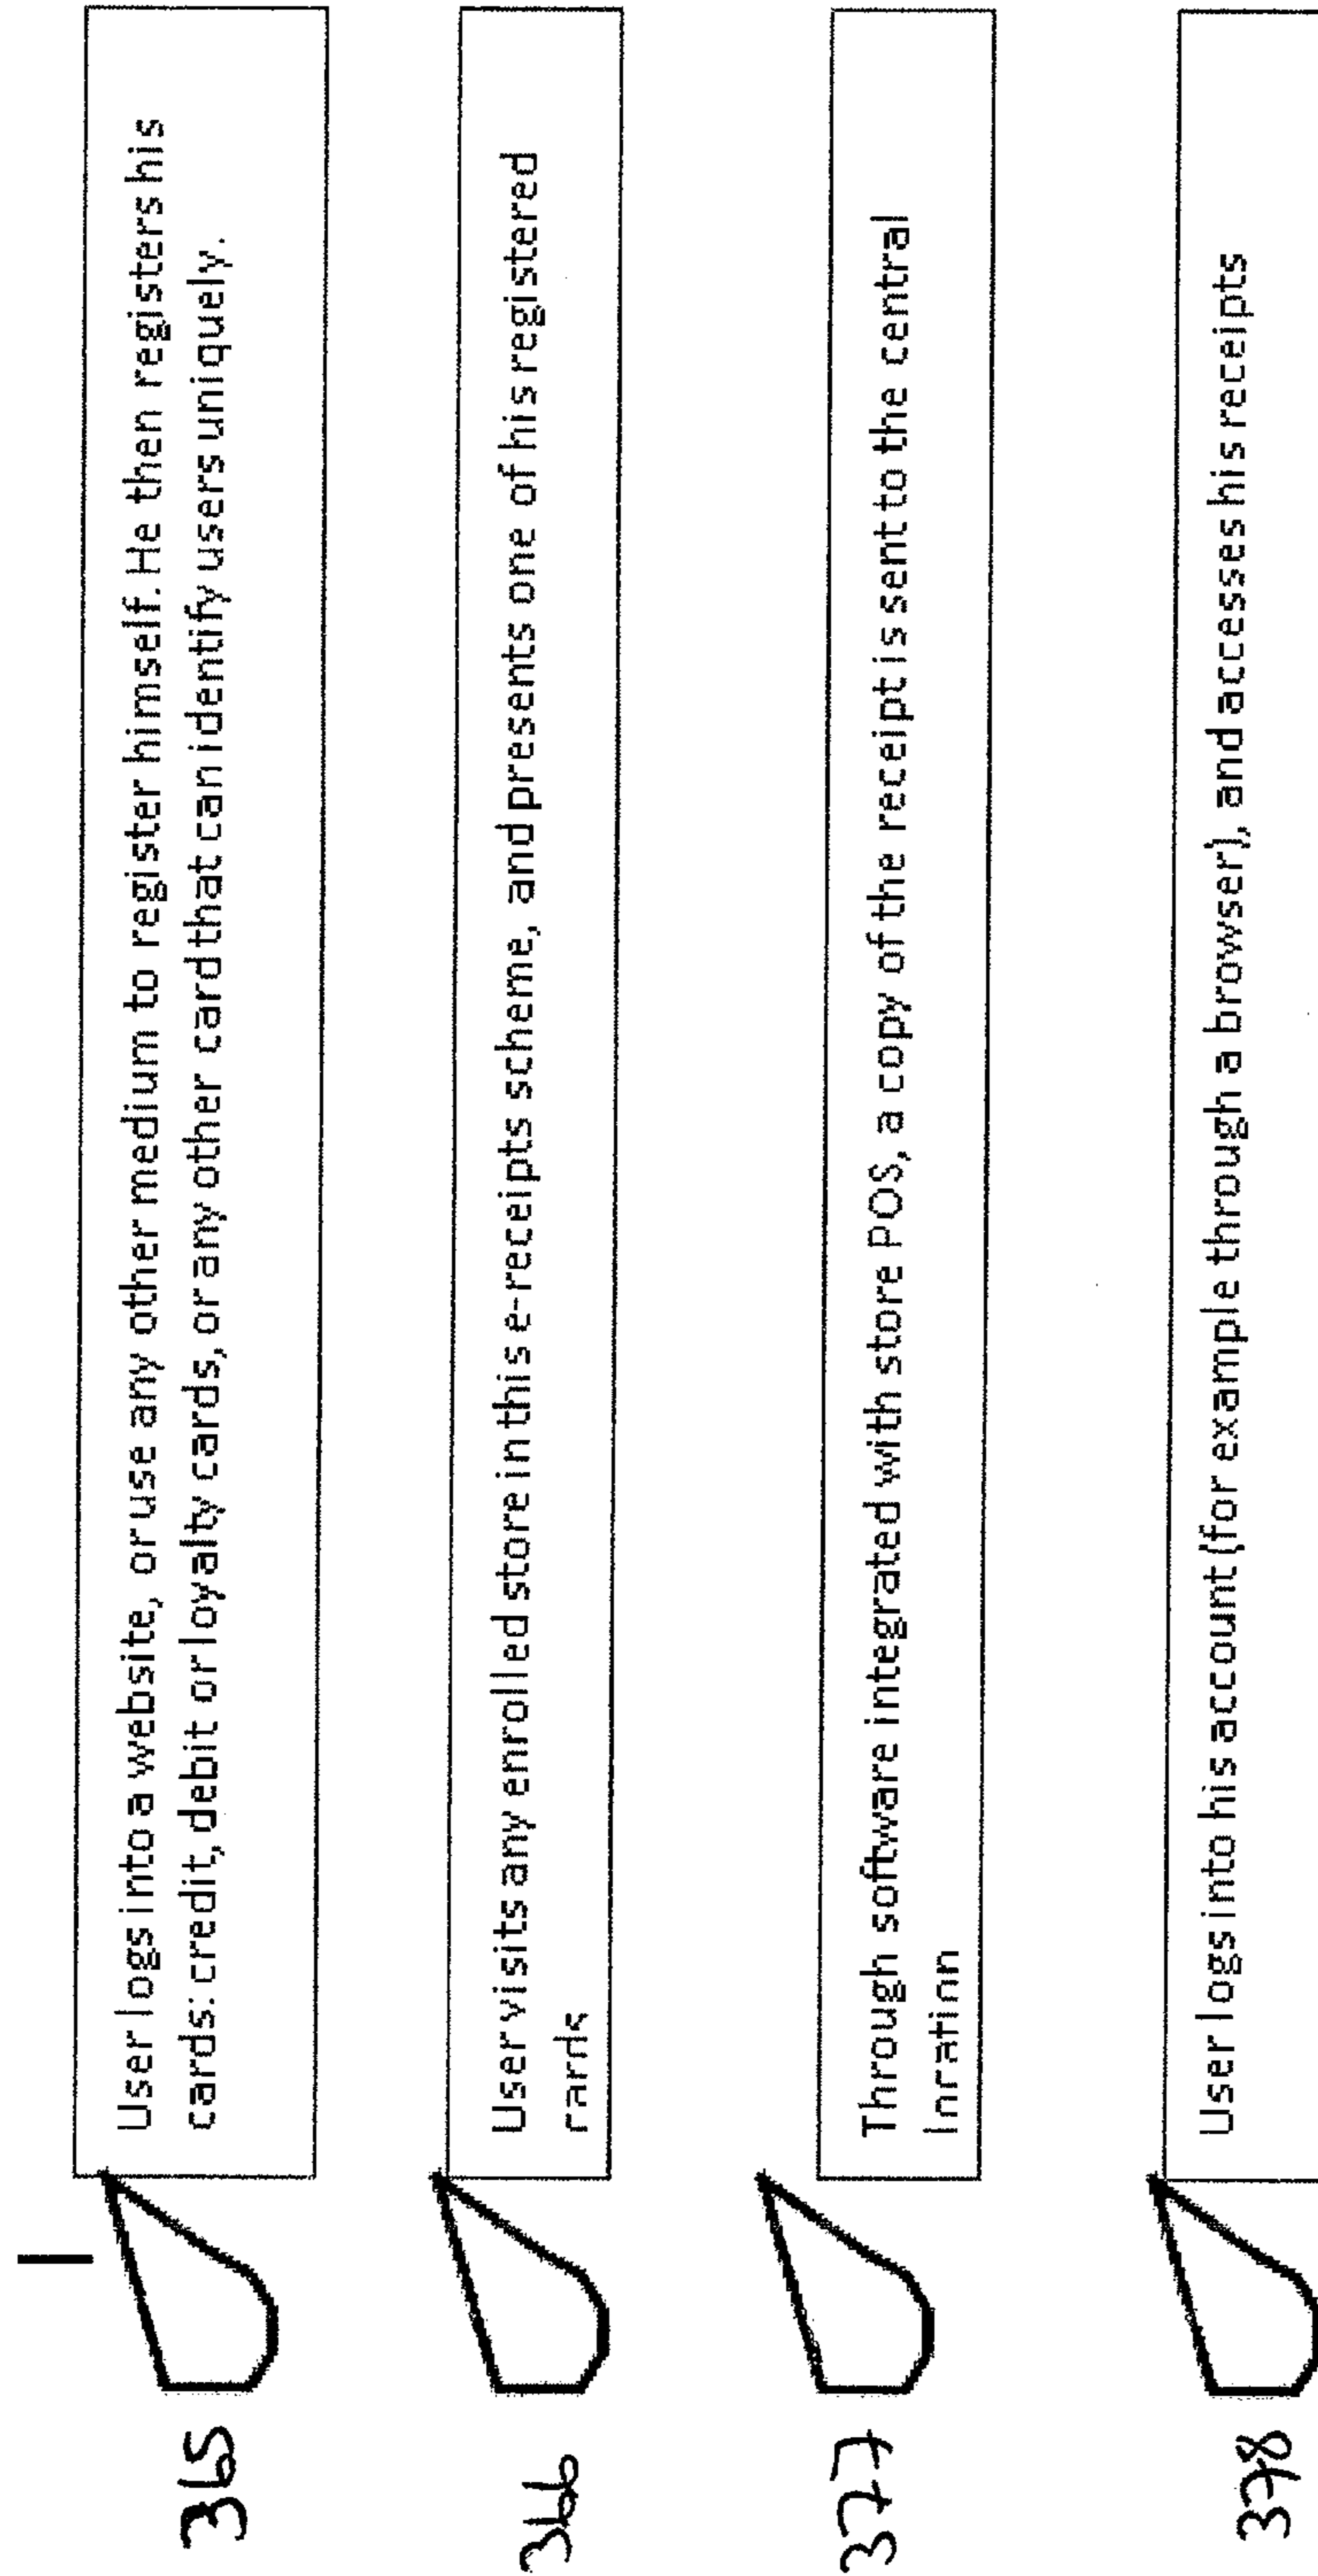 365
User logs into a website, or use any other medium to register himself. He then registers his
cards: credit, debit or loyalty cards, or any other card that can identify users uniquely.
366
User visits any enrolled store in this e-receipts scheme, and presents one of his registered
cards
377
Through software integrated with store POS, a copy of the receipt is sent to the central
location
378
User logs into his account (for example through a browser), and accesses his receipts